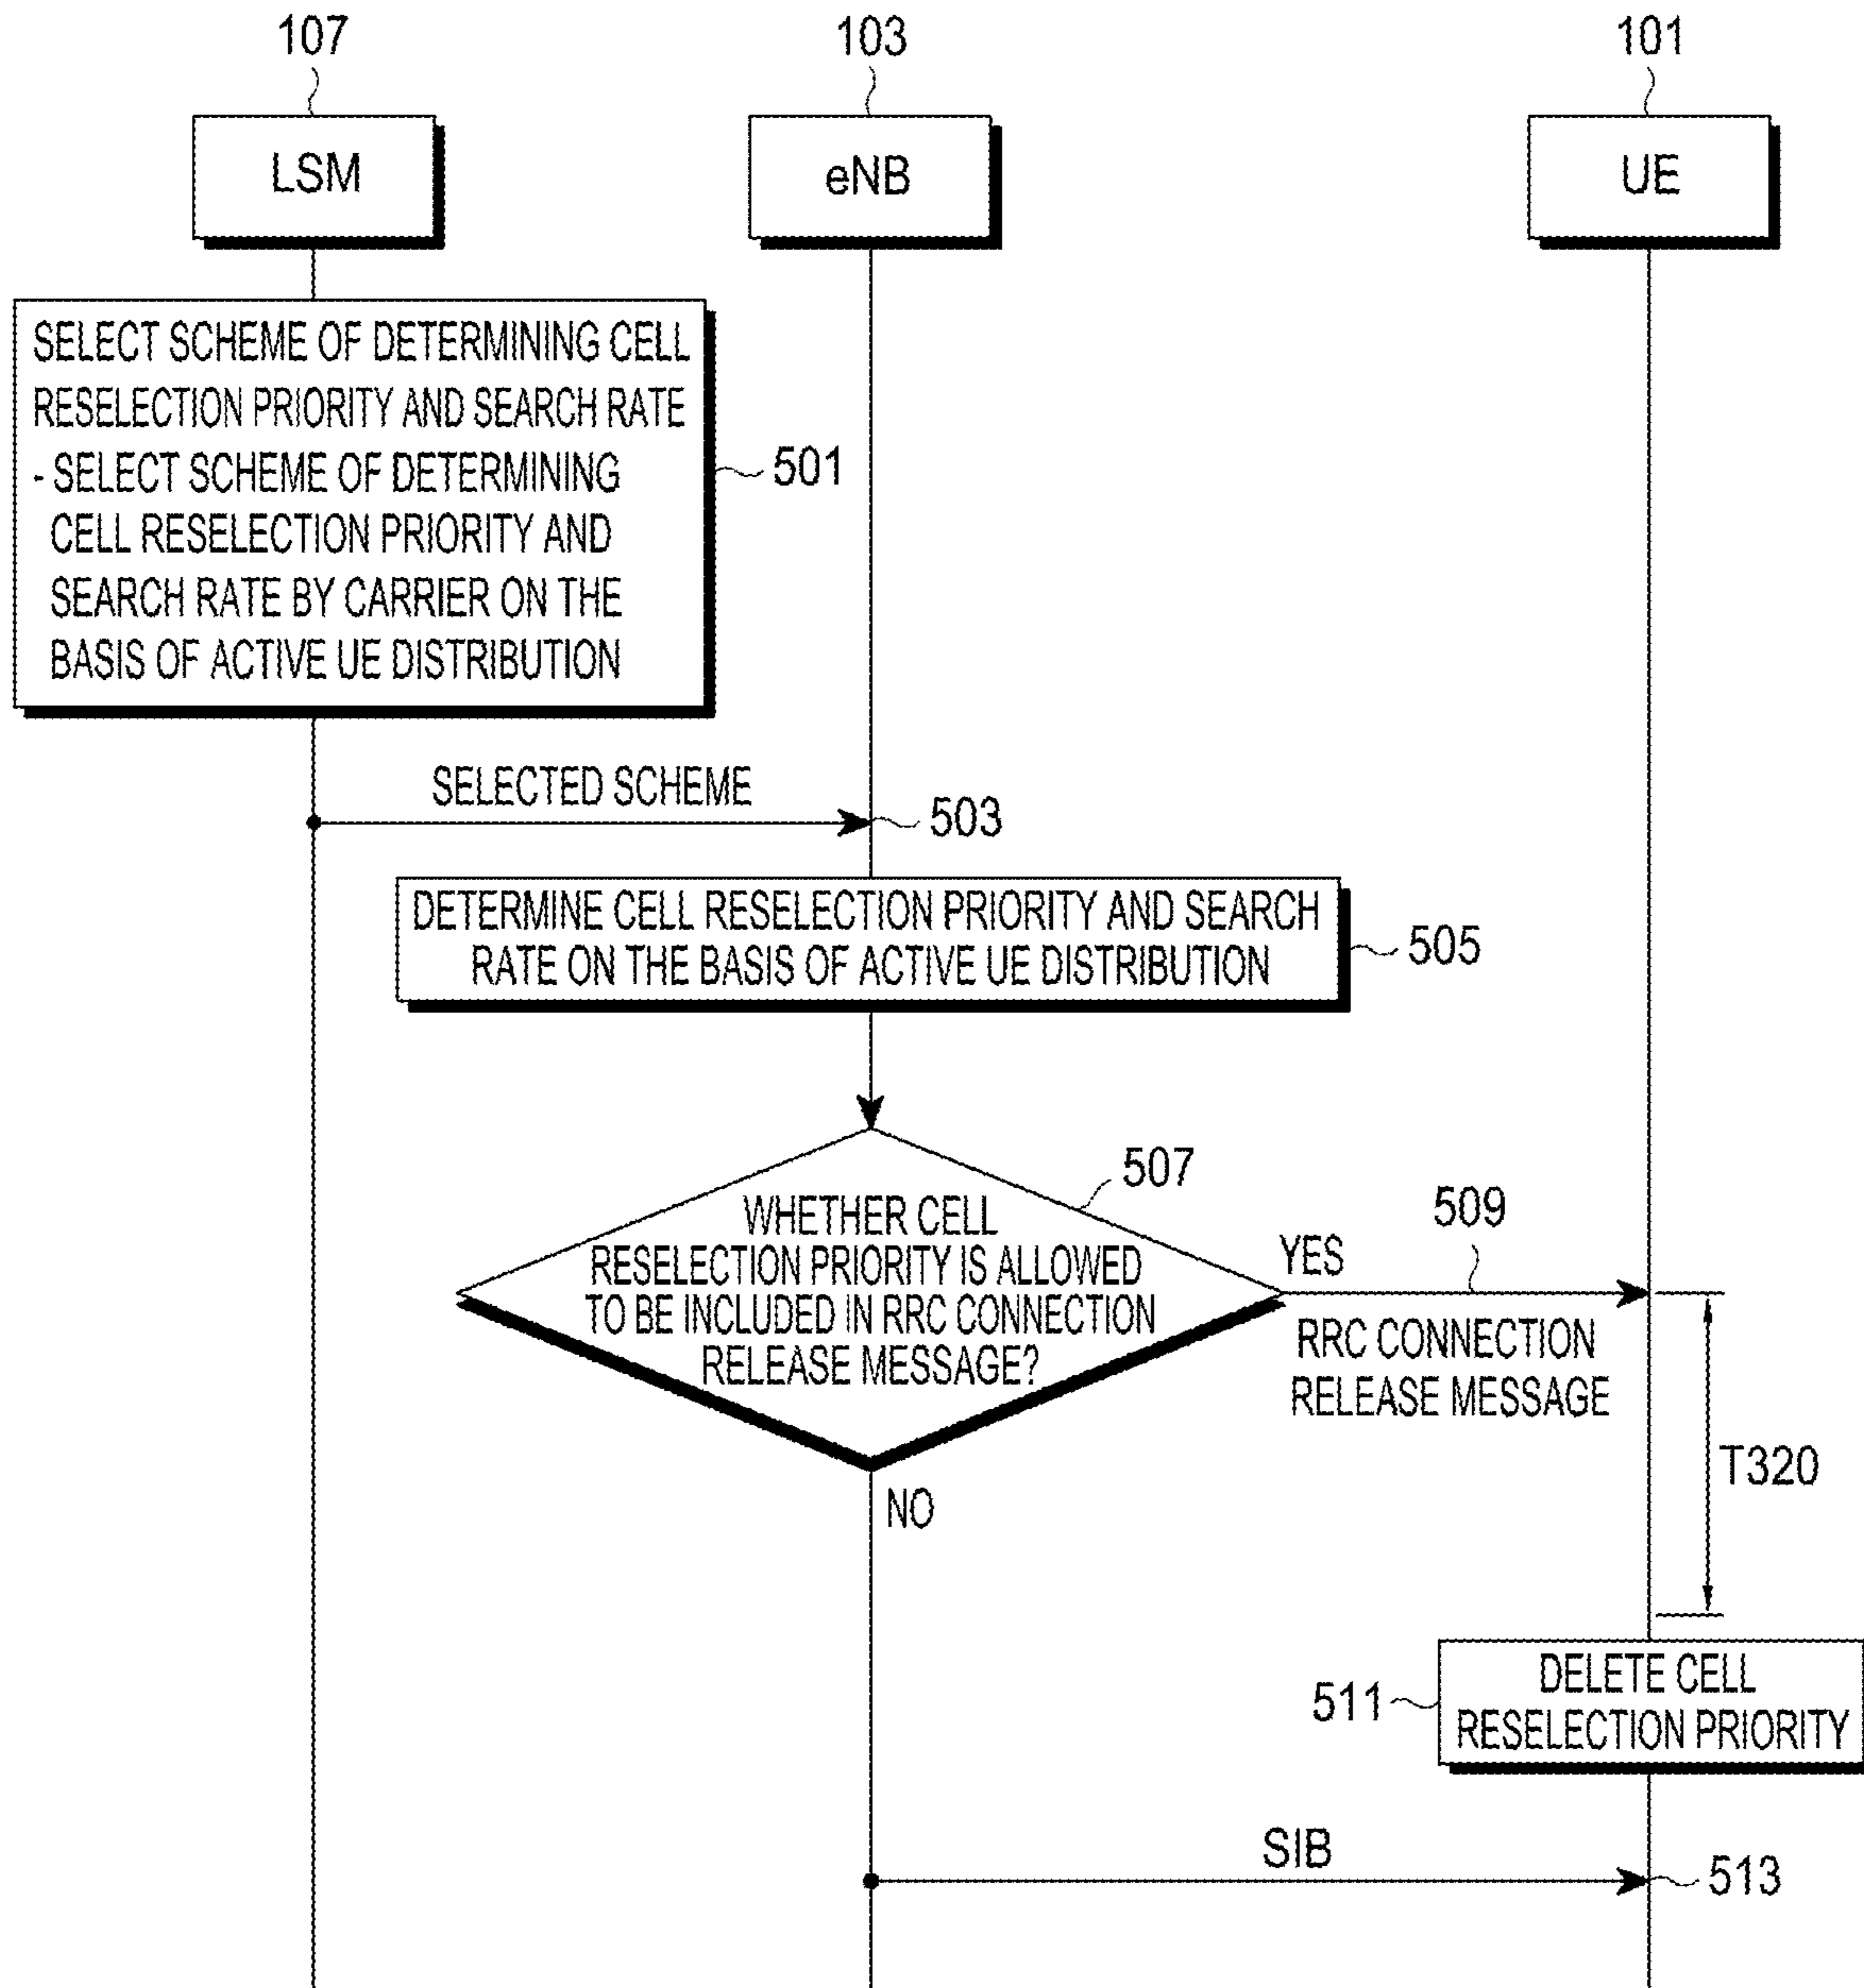 107
103
101
LSM
eNB
UE
SELECT SCHEME OF DETERMINING CELL
RESELECTION PRIORITY AND SEARCH RATE
- SELECT SCHEME OF DETERMINING
CELL RESELECTION PRIORITY AND
SEARCH RATE BY CARRIER ON THE
BASIS OF ACTIVE UE DISTRIBUTION
501
SELECTED SCHEME
503
DETERMINE CELL RESELECTION PRIORITY AND SEARCH
RATE ON THE BASIS OF ACTIVE UE DISTRIBUTION
505
507
WHETHER CELL
RESELECTION PRIORITY IS ALLOWED
TO BE INCLUDED IN RRC CONNECTION
RELEASE MESSAGE?
YES
509
RRC CONNECTION
RELEASE MESSAGE
T320
NO
511
DELETE CELL
RESELECTION PRIORITY
SIB
513